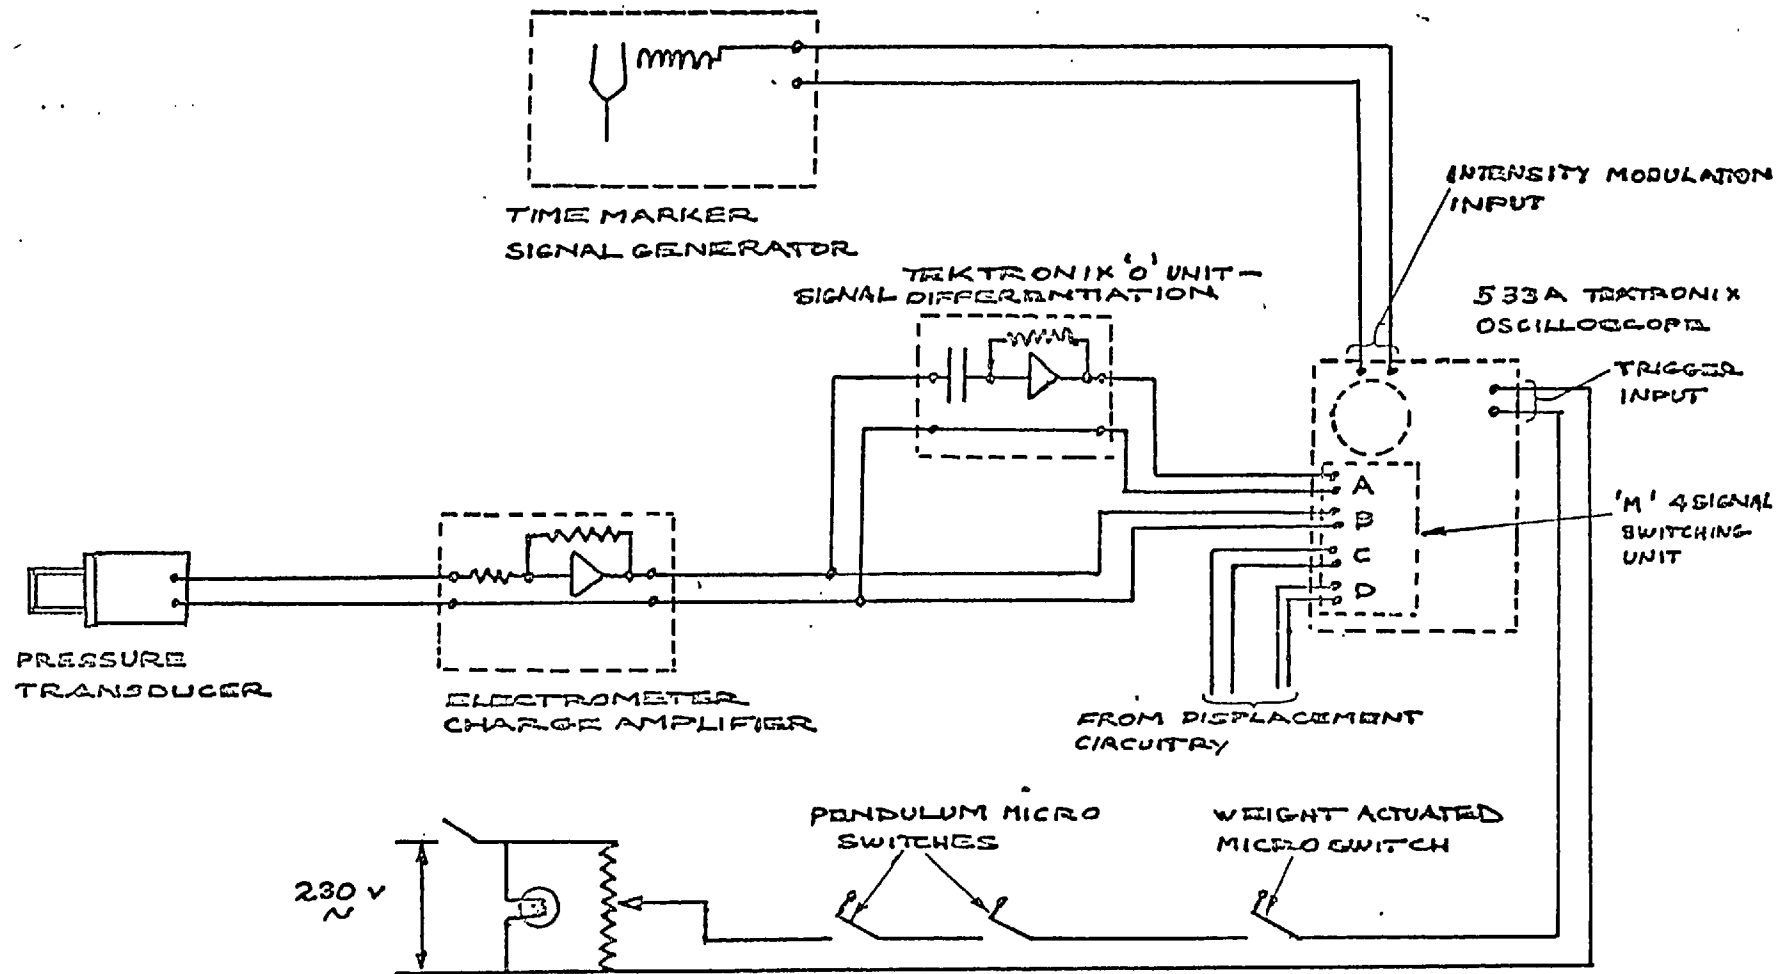 TIME MARKER
SIGNAL GENERATOR
INTENSITY MODULATION
INPUT
TEKTRONIX 'O' UNIT –
SIGNAL DIFFERENTIATION
533A TEKTRONIX
OSCILLOSCOPE
TRIGGER
INPUT
A
B
C
D
'M' 4 SIGNAL
SWITCHING
UNIT
PRESSURE
TRANSDUCER
ELECTROMETER
CHARGE AMPLIFIER
FROM DISPLACEMENT
CIRCUITRY
PENDULUM MICRO
SWITCHES
WEIGHT ACTUATED
MICRO SWITCH
230 V
~